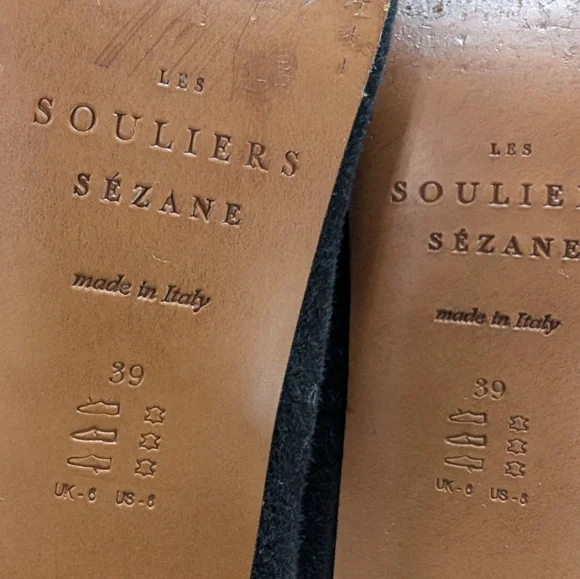 LES
SOULIERS
SÉZANE
made in Italy
39
UK-6 US-8
LES
SOULIE
SÉZANE
made in Italy
39
UK-6 US-8